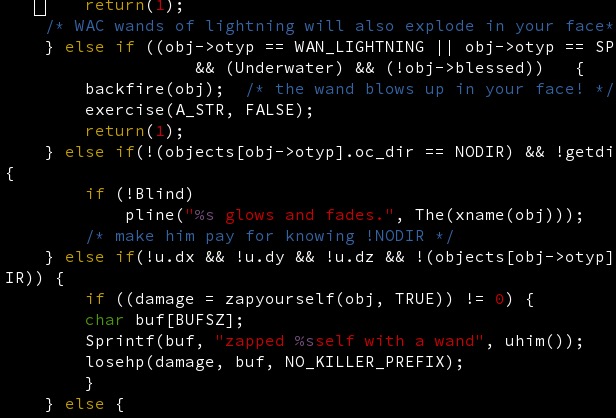 return(1);
/* WAC wands of lightning will also explode in your face*
} else if ((obj->otyp == WAN_LIGHTNING || obj->otyp == SP
&& (Underwater) && (!obj->blessed)) {
backfire(obj); /* the wand blows up in your face! */
exercise(A_STR, FALSE);
return(1);
} else if(!(objects[obj->otyp].oc_dir == NODIR) && !getdi
{
if (!Blind)
pline("%s glows and fades.", The(xname(obj)));
/* make him pay for knowing !NODIR */
} else if(!u.dx && !u.dy && !u.dz && !(objects[obj->otyp]
IR)) {
if ((damage = zapyourself(obj, TRUE)) != 0) {
char buf[BUFSZ];
Sprintf(buf, "zapped %sself with a wand", uhim());
losehp(damage, buf, NO_KILLER_PREFIX);
}
} else {